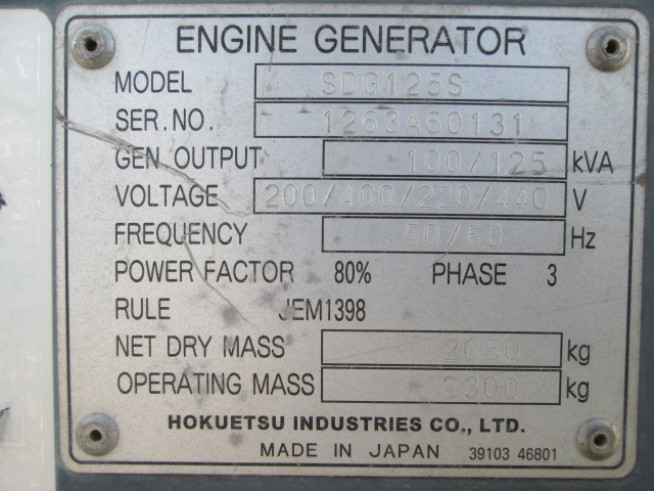 ENGINE GENERATOR
MODEL SDG125S
SER.NO. 1263A60131
GEN OUTPUT 100/125 kVA
VOLTAGE 200/400/220/440 V
FREQUENCY 50/60 Hz
POWER FACTOR 80% PHASE 3
RULE JEM1398
NET DRY MASS kg
OPERATING MASS kg
HOKUETSU INDUSTRIES CO., LTD.
MADE IN JAPAN 39103 46801